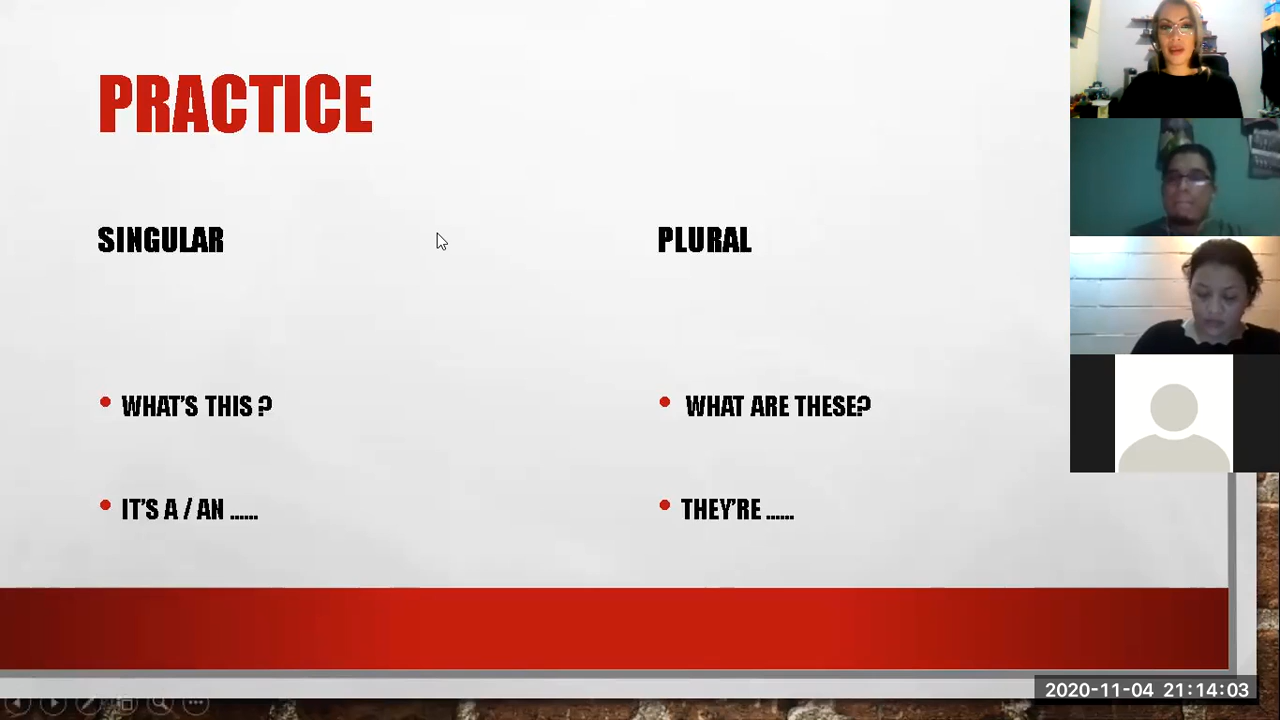 PRACTICE
SINGULAR
WHAT'S THIS ?
IT'S A / AN ......
PLURAL
WHAT ARE THESE?
THEY'RE ......
2020-11-04 21:14:03